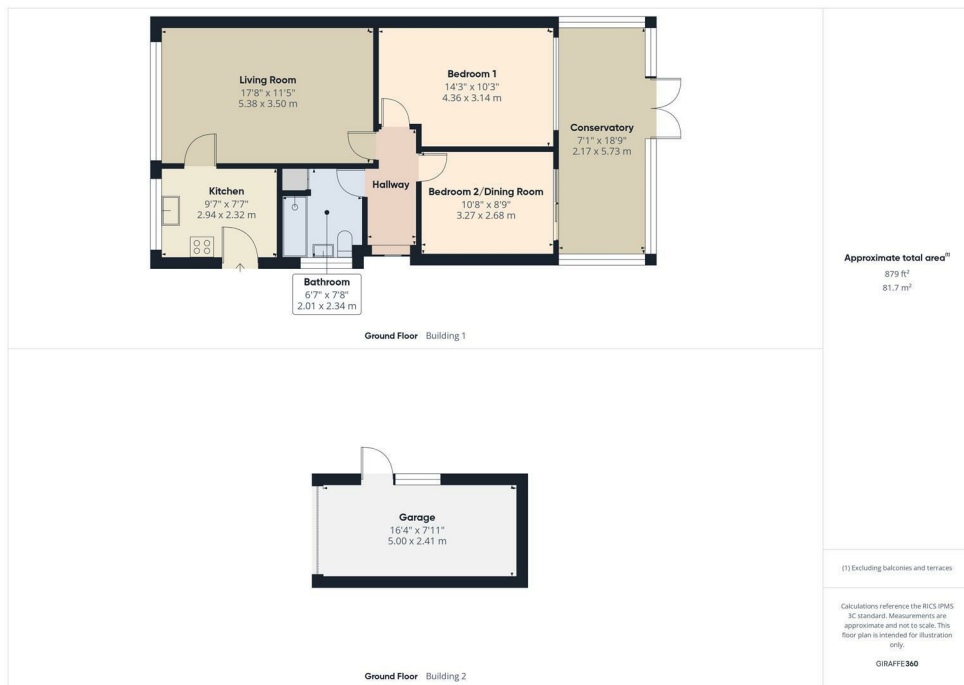 Living Room
17'8" x 11'5"
5.38 x 3.50 m
Bedroom 1
14'3" x 10'3"
4.36 x 3.14 m
Conservatory
7'1" x 18'9"
2.17 x 5.73 m
Hallway
Kitchen
9'7" x 7'7"
2.94 x 2.32 m
Bedroom 2/Dining Room
10'8" x 8'9"
3.27 x 2.68 m
Bathroom
6'7" x 7'8"
2.01 x 2.34 m
Ground Floor Building 1
Approximate total area(1)
879 ft²
81.7 m²
Garage
16'4" x 7'11"
5.00 x 2.41 m
Ground Floor Building 2
(1) Excluding balconies and terraces
Calculations reference the RICS IPMS
3C standard. Measurements are
approximate and not to scale. This
floor plan is intended for illustration
only.
GIRAFFE360